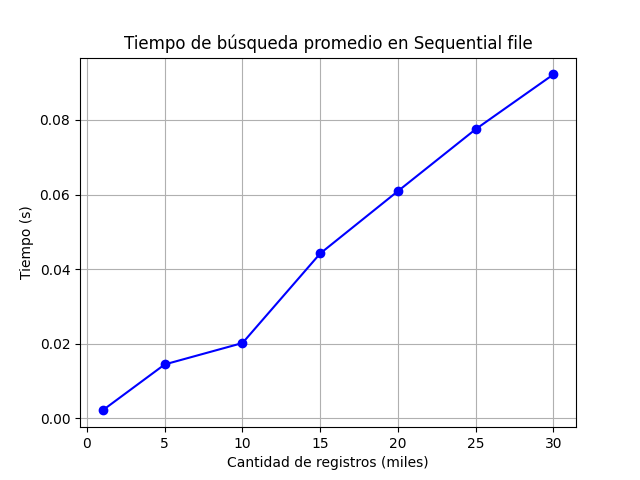 Tiempo de búsqueda promedio en Sequential file
Tiempo (s)
0.08
0.06
0.04
0.02
0.00
0 5 10 15 20 25 30
Cantidad de registros (miles)